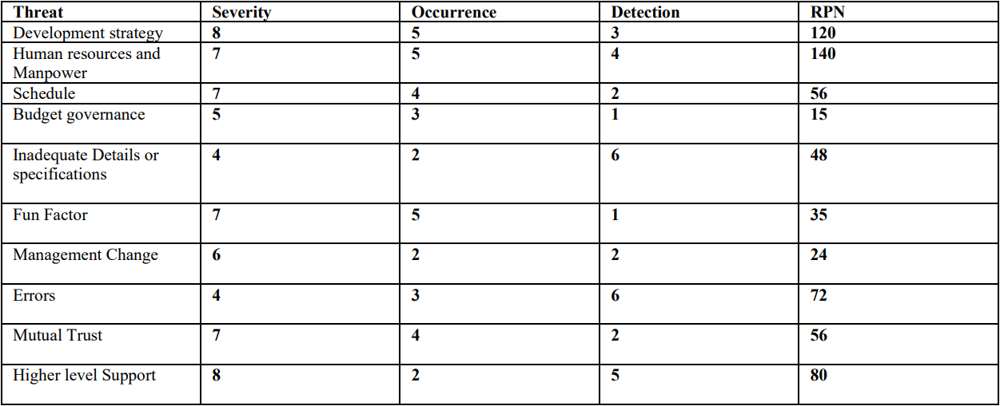 Threat Severity Occurrence Detection RPN
Development strategy 8 5 3 120
Human resources and 7 5 4 140
Manpower
Schedule 7 4 2 56
Budget governance 5 3 1 15
Inadequate Details or 4 2 6 48
specifications
Fun Factor 7 5 1 35
Management Change 6 2 2 24
Errors 4 3 6 72
Mutual Trust 7 4 2 56
Higher level Support 8 2 5 80